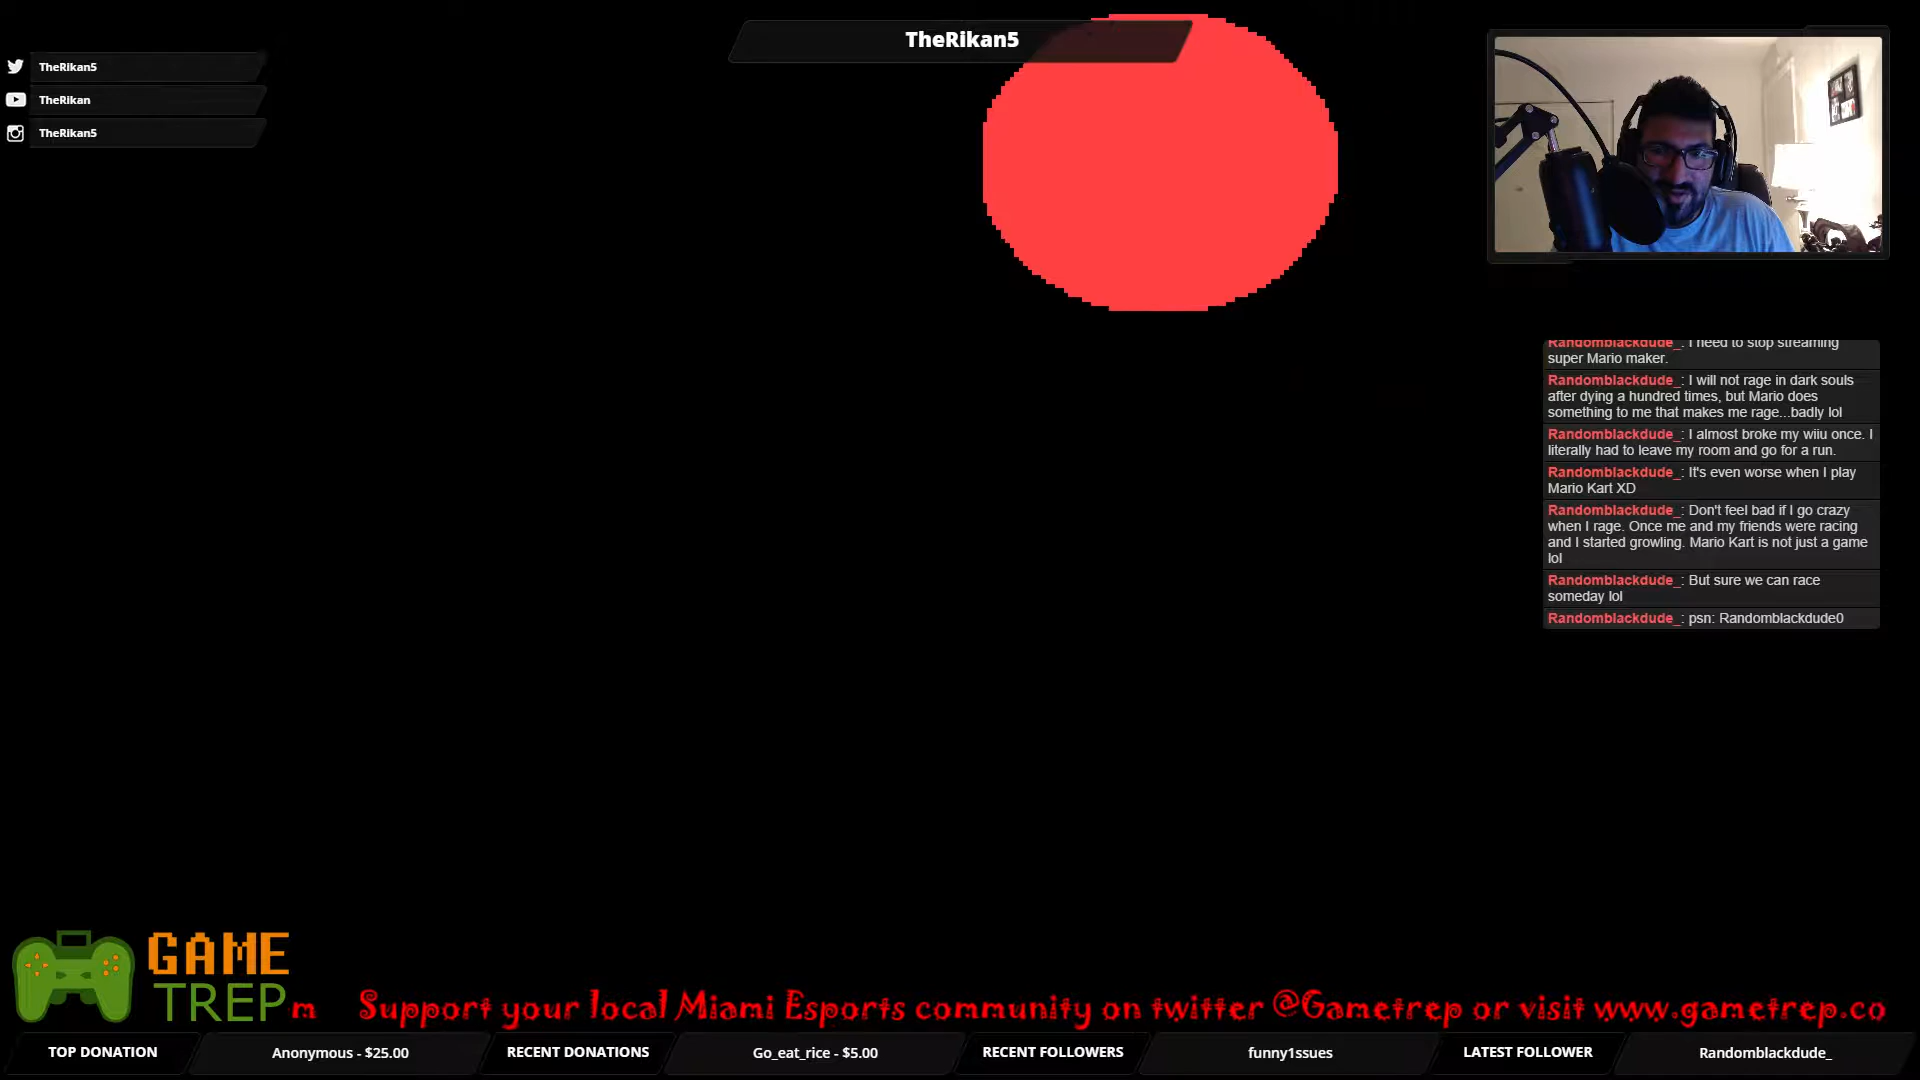 TheRikan5
TheRikan5
TheRikan
TheRikan5
Randomblackdude_: I need to stop streaming
super Mario maker.
Randomblackdude_: I will not rage in dark souls
after dying a hundred times, but Mario does
something to me that makes me rage...badly lol
Randomblackdude_: I almost broke my wiiu once. I
literally had to leave my room and go for a run.
Randomblackdude_: It's even worse when I play
Mario Kart XD
Randomblackdude_: Don't feel bad if I go crazy
when I rage. Once me and my friends were racing
and I started growling. Mario Kart is not just a game
lol
Randomblackdude_: But sure we can race
someday lol
Randomblackdude_: psn: Randomblackdude0
GAME
TREP
m Support your local Miami Esports community on twitter @Gametrep or visit www.gametrep.co
TOP DONATION Anonymous - $25.00 RECENT DONATIONS Go_eat_rice - $5.00 RECENT FOLLOWERS funny1ssues LATEST FOLLOWER Randomblackdude_